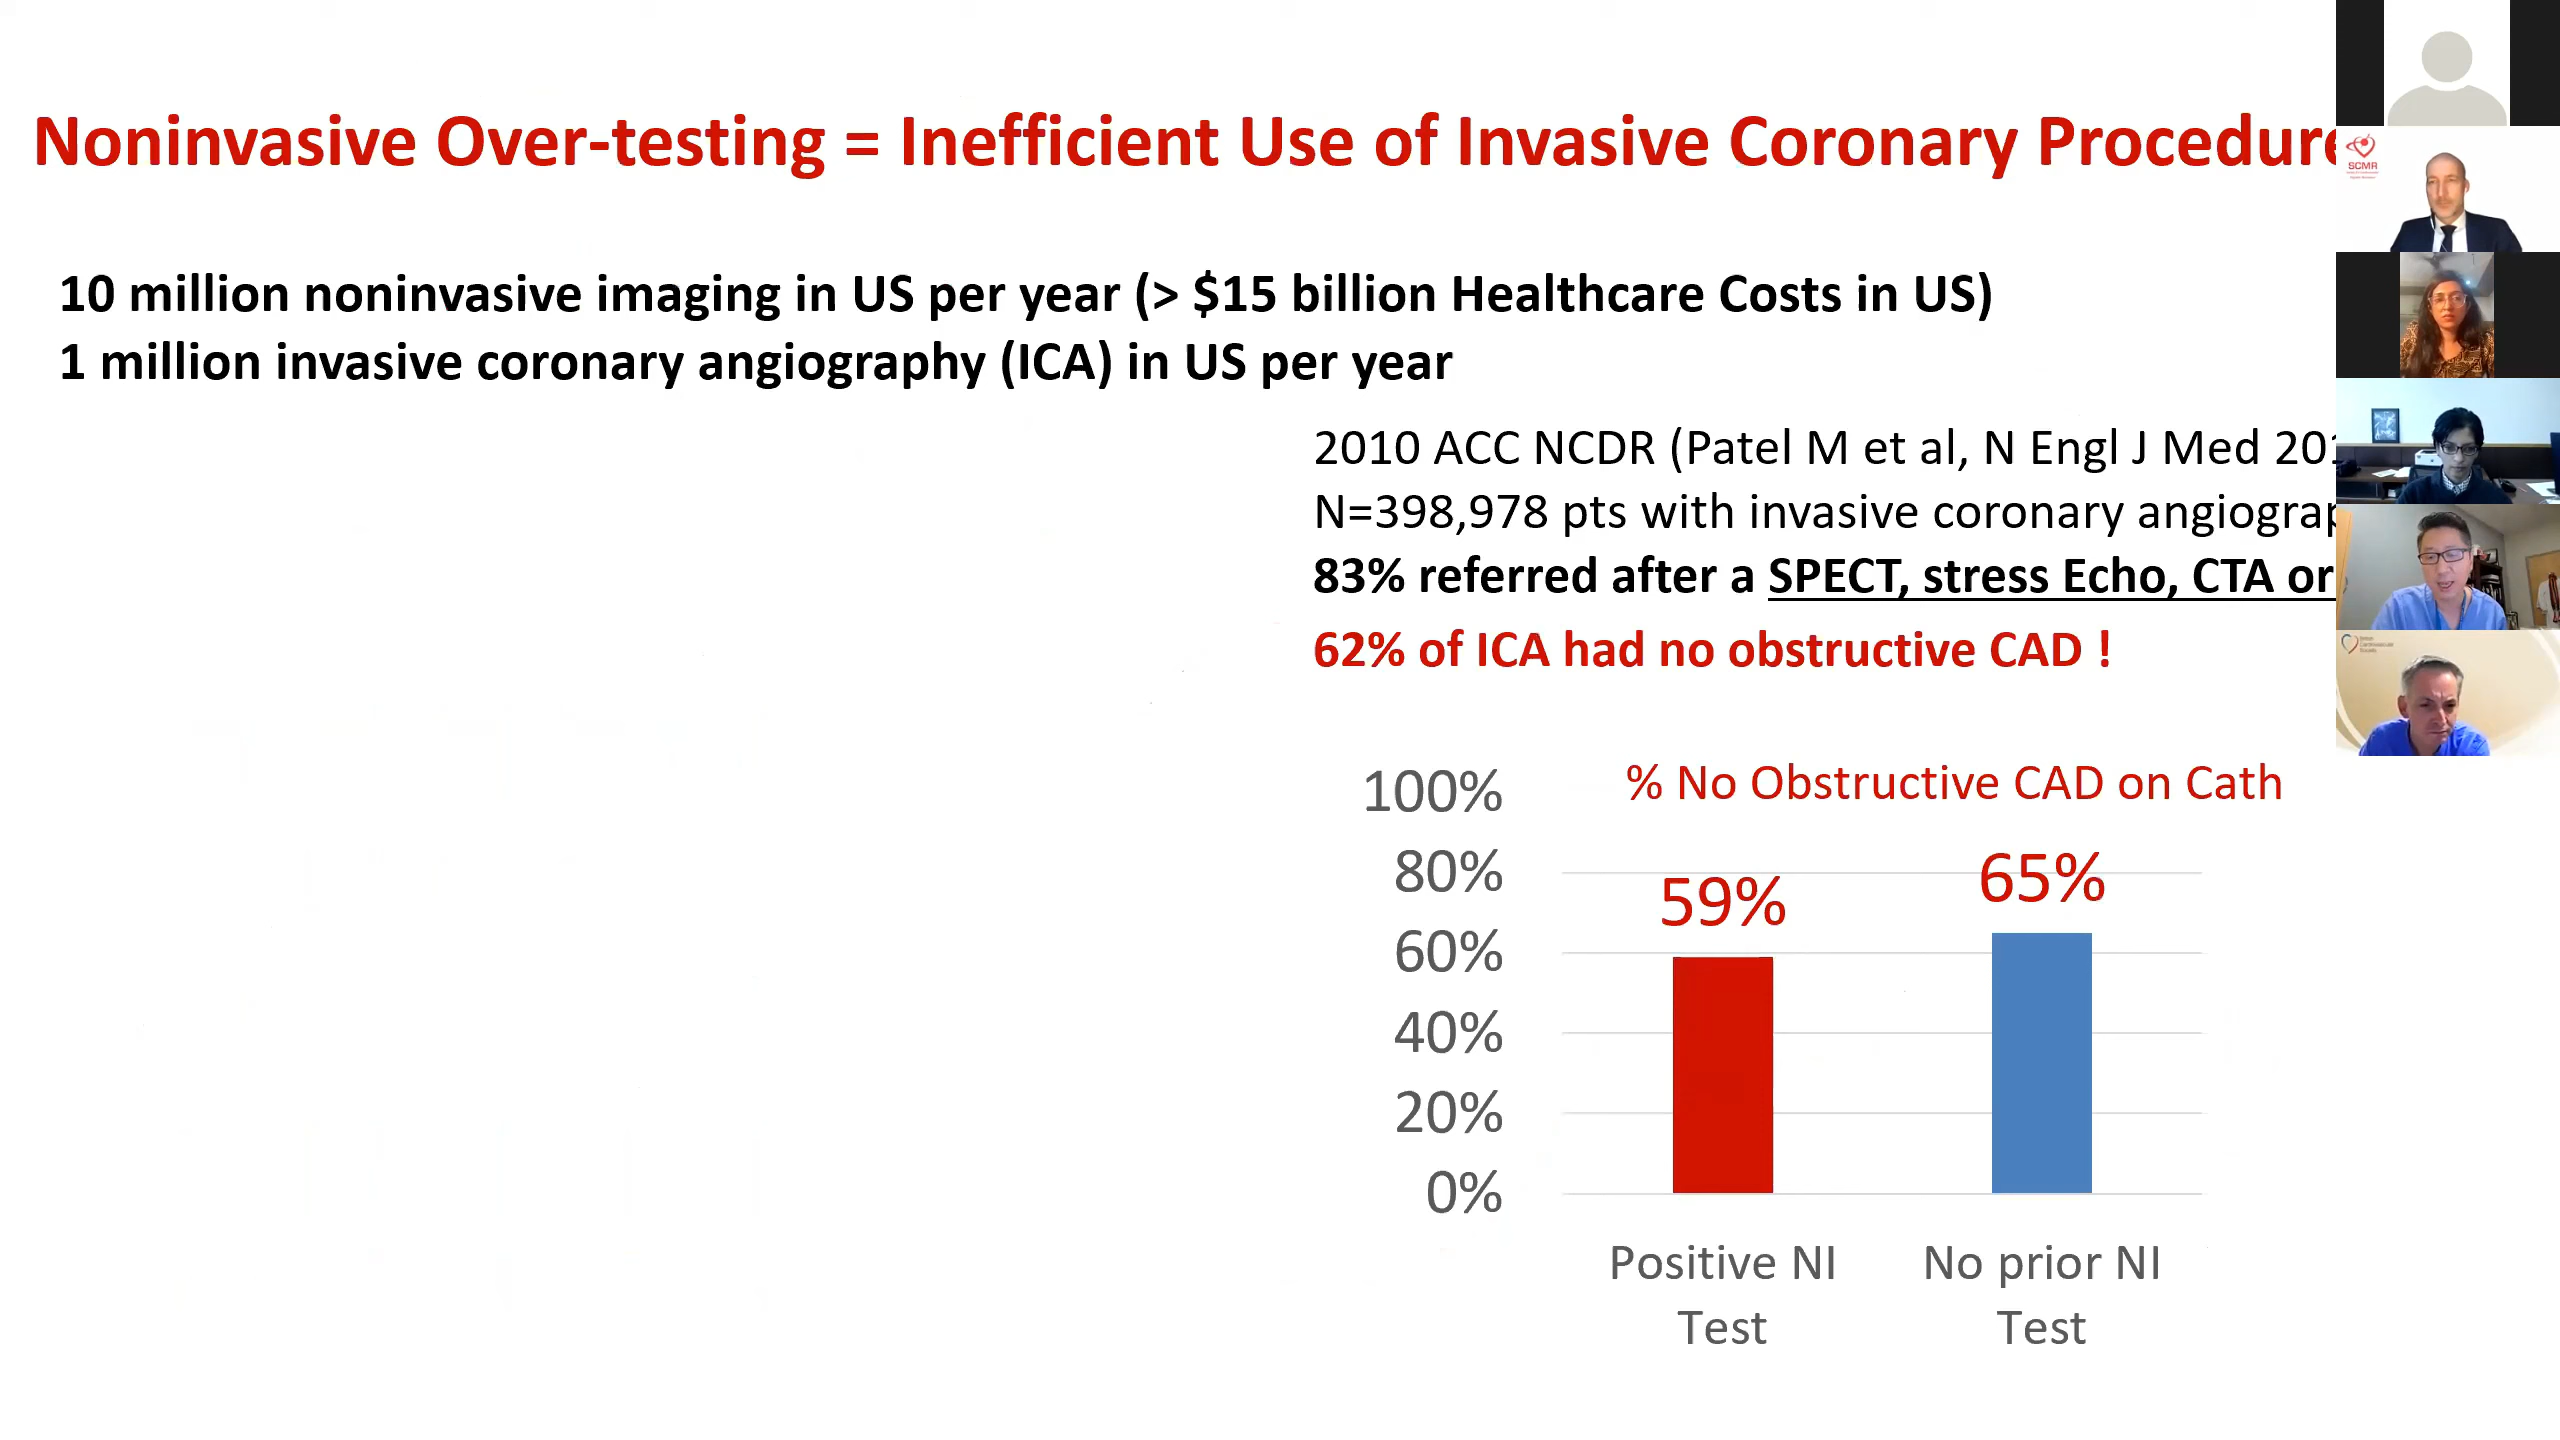 Noninvasive Over-testing = Inefficient Use of Invasive Coronary Procedure
SCMR
10 million noninvasive imaging in US per year (> $15 billion Healthcare Costs in US)
1 million invasive coronary angiography (ICA) in US per year
2010 ACC NCDR (Patel M et al, N Engl J Med 201
N=398,978 pts with invasive coronary angiograp
83% referred after a SPECT, stress Echo, CTA or
62% of ICA had no obstructive CAD !
% No Obstructive CAD on Cath
100%
80%
60%
40%
20%
0%
59%
65%
Positive NI Test
No prior NI Test